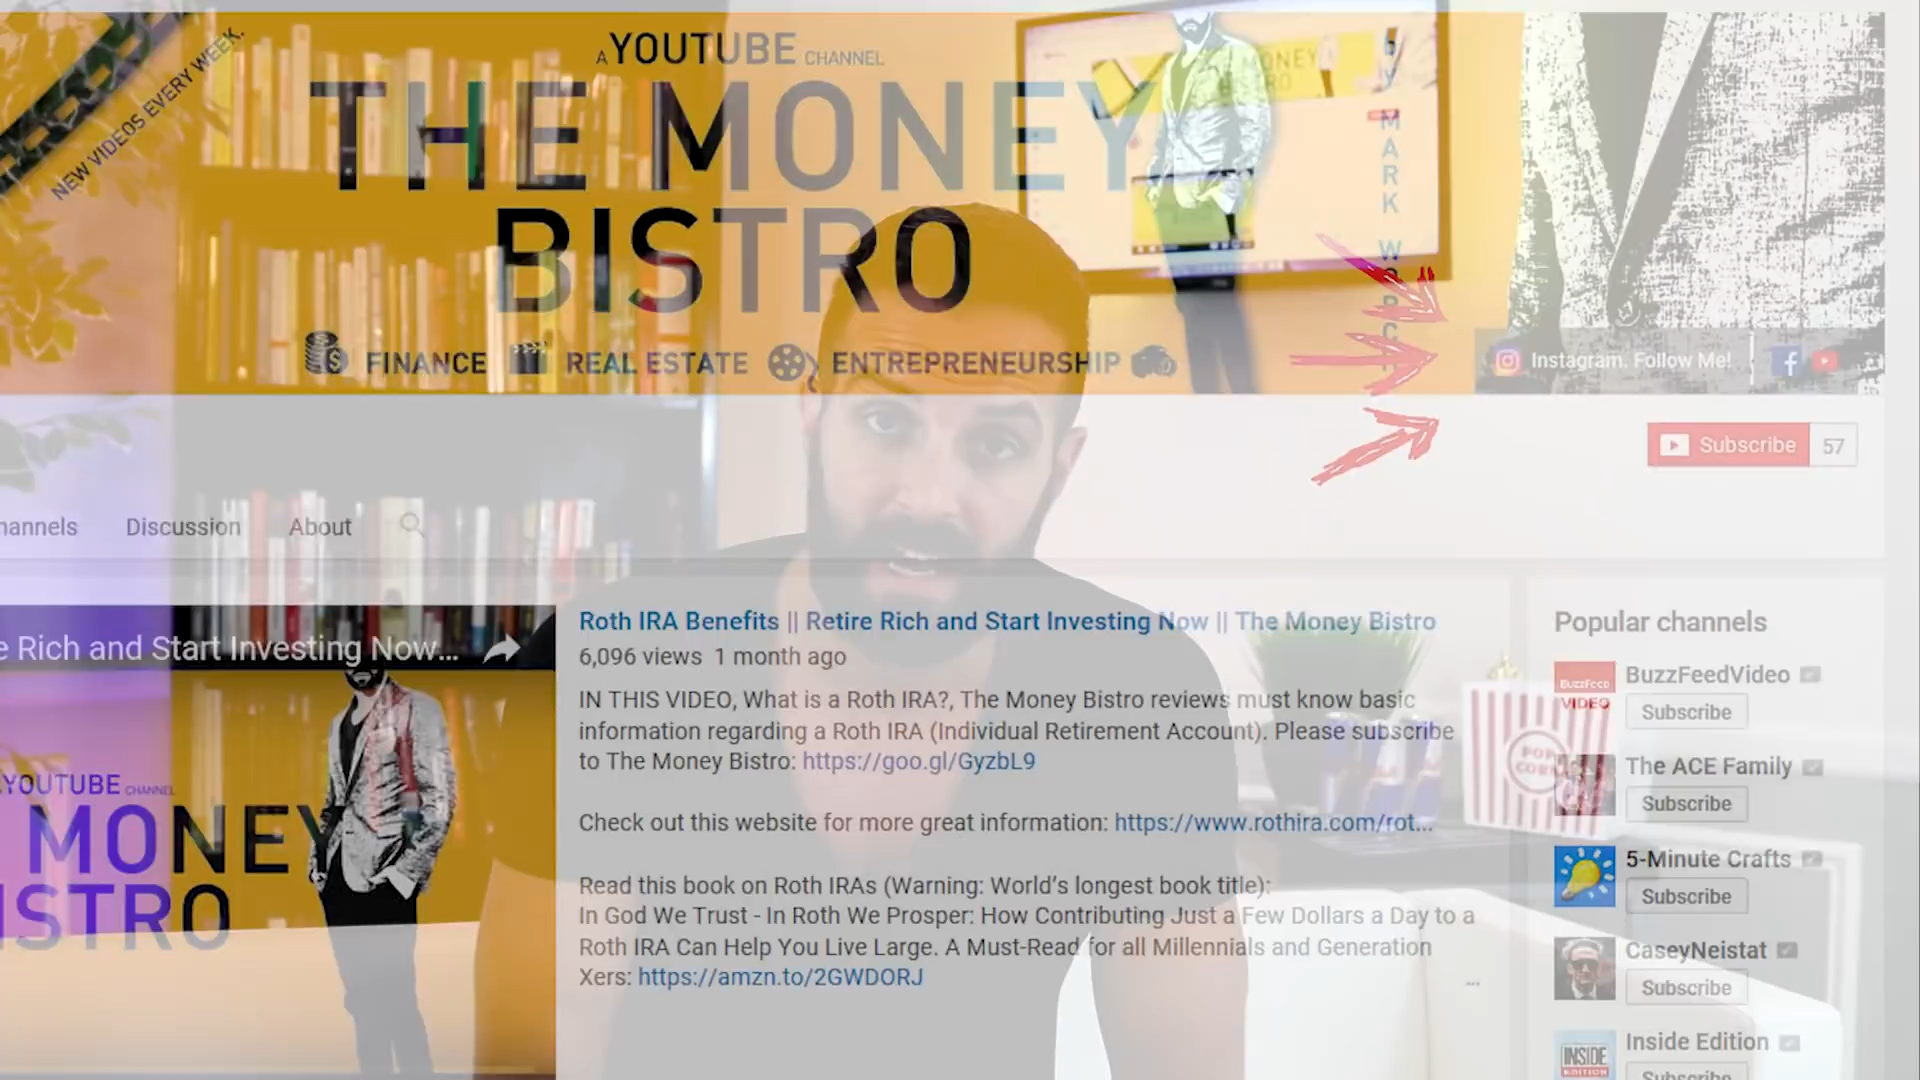 NEW VIDEOS EVERY WEEK.
A YOUTUBE CHANNEL
THE MONEY
BISTRO
FINANCE REAL ESTATE ENTREPRENEURSHIP
MARK
Instagram. Follow Me!
Subscribe 57
hannels Discussion About
e Rich and Start Investing Now...
YOUTUBE CHANNEL
MONEY
ISTRO
Roth IRA Benefits || Retire Rich and Start Investing Now || The Money Bistro
6,096 views 1 month ago
IN THIS VIDEO, What is a Roth IRA?, The Money Bistro reviews must know basic
information regarding a Roth IRA (Individual Retirement Account). Please subscribe
to The Money Bistro: https://goo.gl/GyzbL9
Check out this website for more great information: https://www.rothira.com/rot...
Read this book on Roth IRAs (Warning: World’s longest book title):
In God We Trust - In Roth We Prosper: How Contributing Just a Few Dollars a Day to a
Roth IRA Can Help You Live Large. A Must-Read for all Millennials and Generation
Xers: https://amzn.to/2GWDORJ
...
POP
CORN
Popular channels
BuzzFeed
VIDEO
BuzzFeedVideo
Subscribe
The ACE Family
Subscribe
5-Minute Crafts
Subscribe
CaseyNeistat
Subscribe
INSIDE
EDITION
Inside Edition
Subscribe